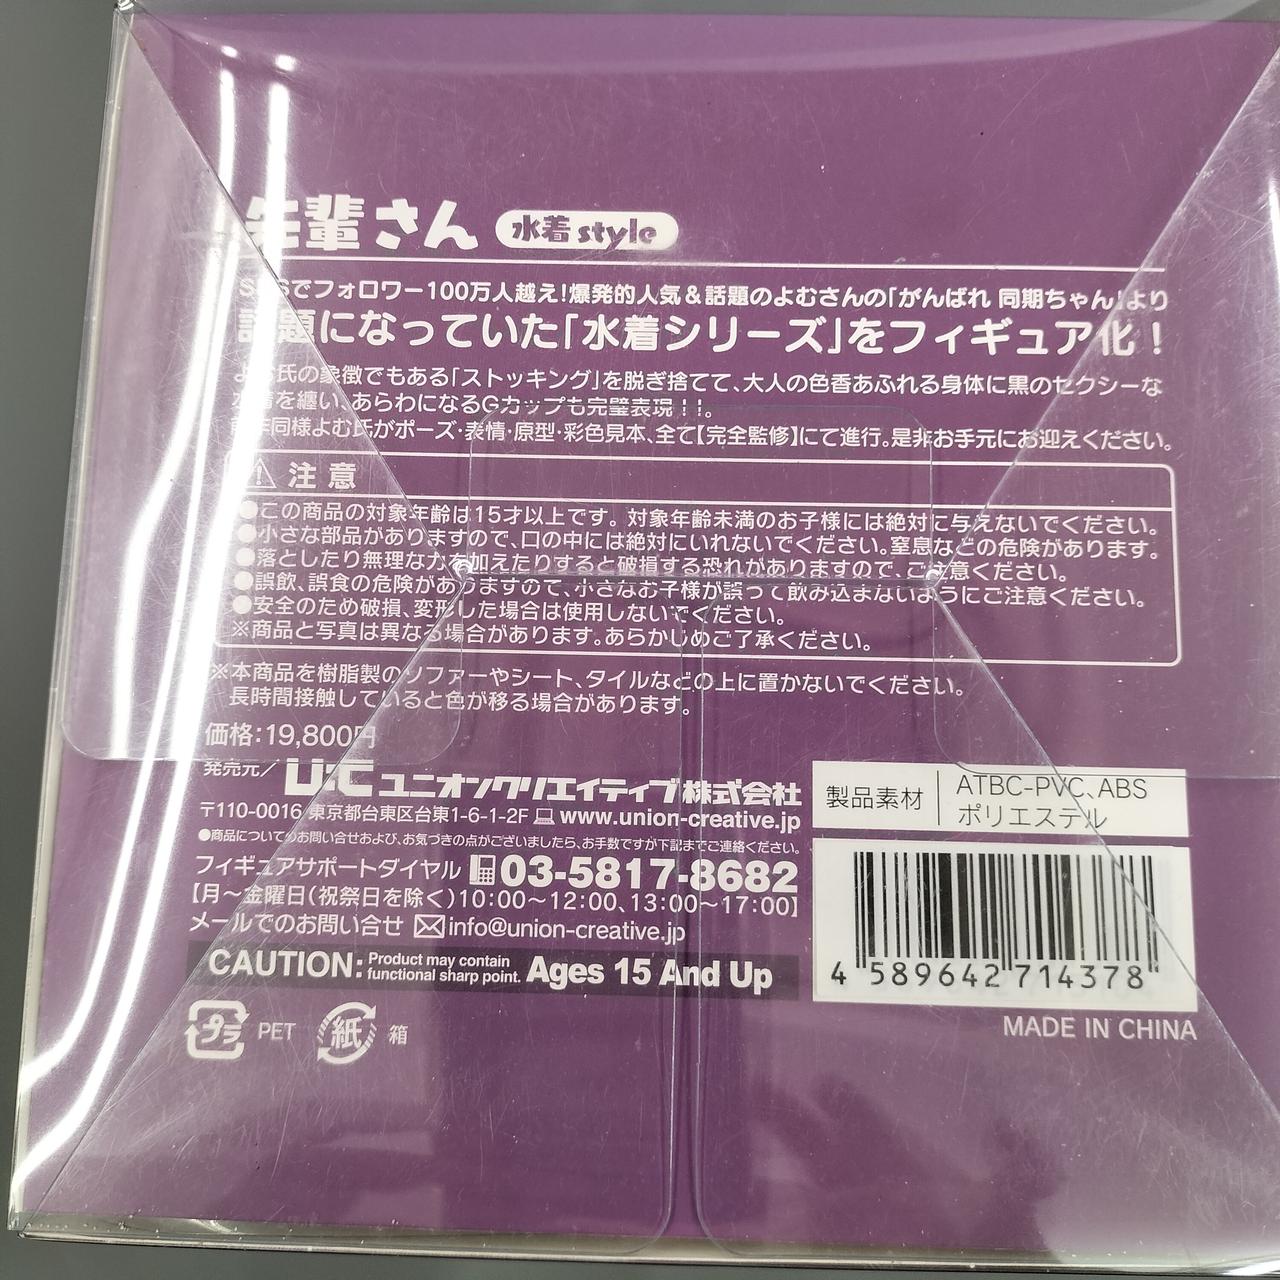 先輩さん 水着style
SNSでフォロワー100万人越え!爆発的人気&話題のよむさんの「がんばれ 同期ちゃん」より
話題になっていた「水着シリーズ」をフィギュア化!
よむ氏の象徴でもある「ストッキング」を脱ぎ捨てて、大人の色香あふれる身体に黒のセクシーな
水着を纏い、あらわになるGカップも完璧表現!!。
同様よむ氏がポーズ・表情・原型・彩色見本、全て【完全監修】にて進行。是非お手元にお迎えください。
⚠ 注意
●この商品の対象年齢は15才以上です。対象年齢未満のお子様には絶対に与えないでください。
●小さな部品がありますので、口の中には絶対にいれないでください。窒息などの危険があります。
●落としたり無理な力を加えたりすると破損する恐れがありますので、ご注意ください。
●誤飲、誤食の危険がありますので、小さなお子様が誤って飲み込まないようにご注意ください。
●安全のため破損、変形した場合は使用しないでください。
※商品と写真は異なる場合があります。あらかじめご了承ください。
※本商品を樹脂製のソファーやシート、タイルなどの上に置かないでください。
長時間接触していると色が移る場合があります。
価格:19,800円
発売元/ U-C ユニオンクリエイティブ株式会社
〒110-0016 東京都台東区台東1-6-1-2F www.union-creative.jp
●商品についてのお問い合せおよび、お気づきの点がございましたら、お手数ですが下記までご連絡ください。
フィギュアサポートダイヤル 03-5817-8682
【月~金曜日(祝祭日を除く)10:00~12:00、13:00~17:00】
メールでのお問い合せ info@union-creative.jp
CAUTION: Product may contain functional sharp point. Ages 15 And Up
プラ PET 紙 箱
製品素材 ATBC-PVC、ABS
ポリエステル
4 589642 714378
MADE IN CHINA